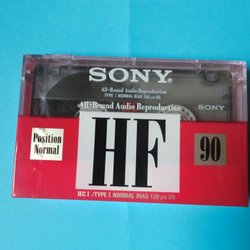 SONY®
All-Round Audio Reproduction
TYPE I NORMAL BIAS 120 µs EQ
All-Round Audio Reproduction
SONY
Position
Normal
HF
90
IEC I / TYPE I NORMAL BIAS 120 µs EQ